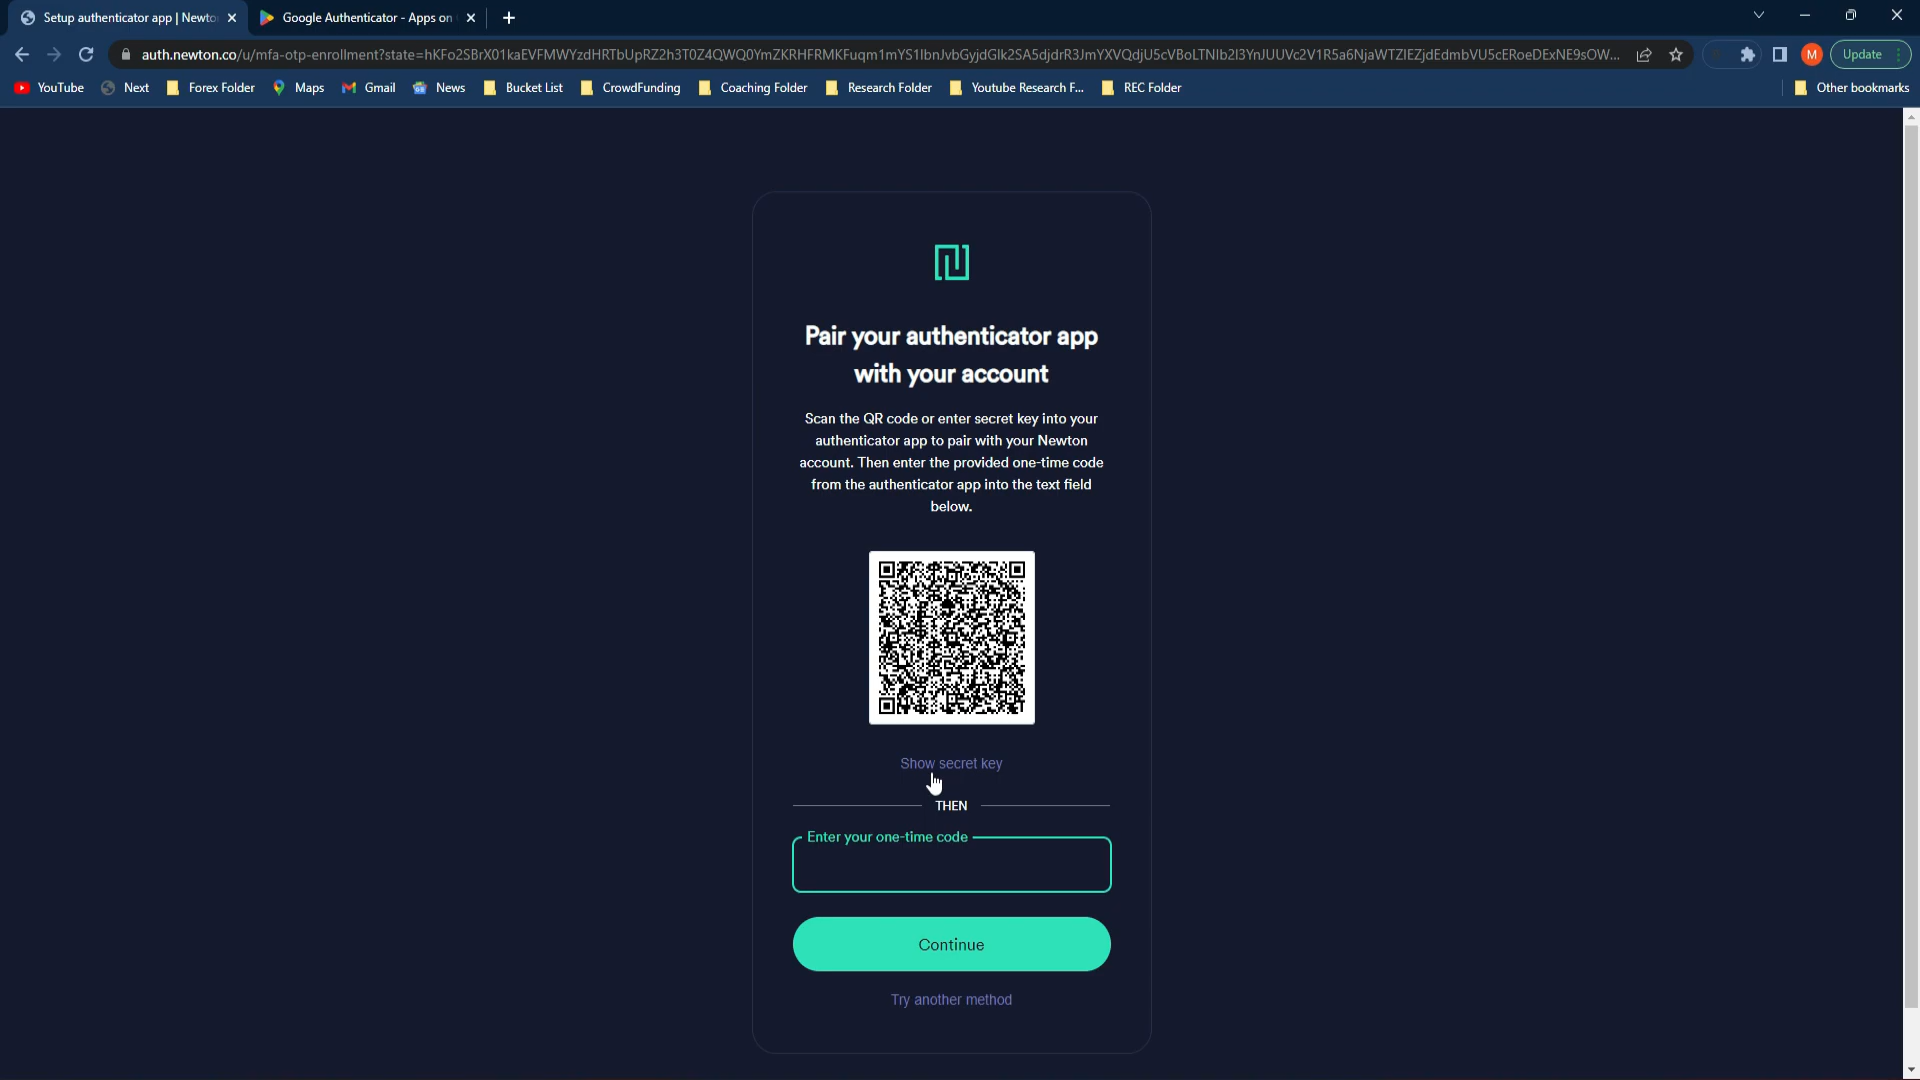 Setup authenticator app | Newto
Google Authenticator - Apps on
auth.newton.co/u/mfa-otp-enrollment?state=
Update
YouTube
Next
Forex Folder
Maps
Gmail
News
Bucket List
CrowdFunding
Coaching Folder
Research Folder
Youtube Research F...
REC Folder
Other bookmarks
M
Pair your authenticator app
with your account
Scan the QR code or enter secret key into your
authenticator app to pair with your Newton
account. Then enter the provided one-time code
from the authenticator app into the text field
below.
Show secret key
THEN
Enter your one-time code
Continue
Try another method